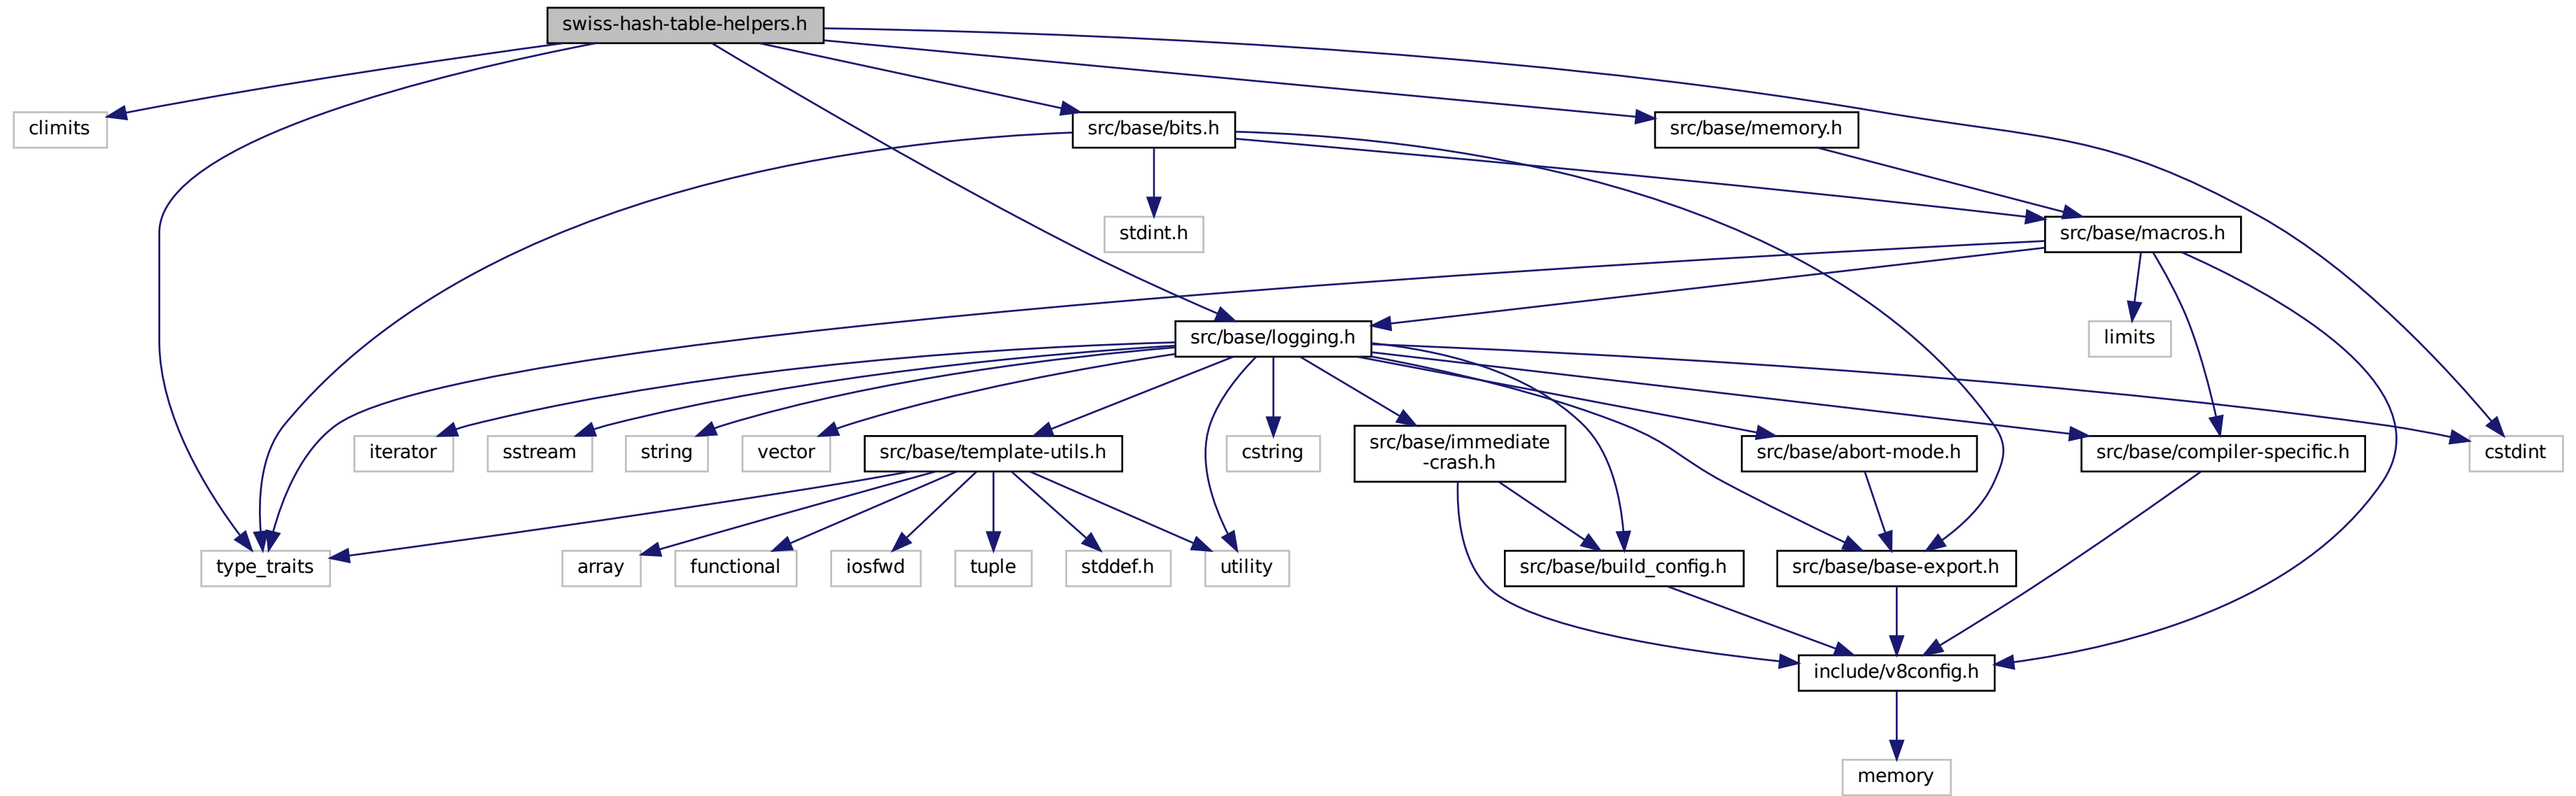 swiss-hash-table-helpers.h
climits
src/base/bits.h
src/base/memory.h
stdint.h
src/base/macros.h
src/base/logging.h
limits
iterator
sstream
string
vector
src/base/template-utils.h
cstring
src/base/immediate
-crash.h
src/base/abort-mode.h
src/base/compiler-specific.h
cstdint
type_traits
array
functional
iosfwd
tuple
stddef.h
utility
src/base/build_config.h
src/base/base-export.h
include/v8config.h
memory